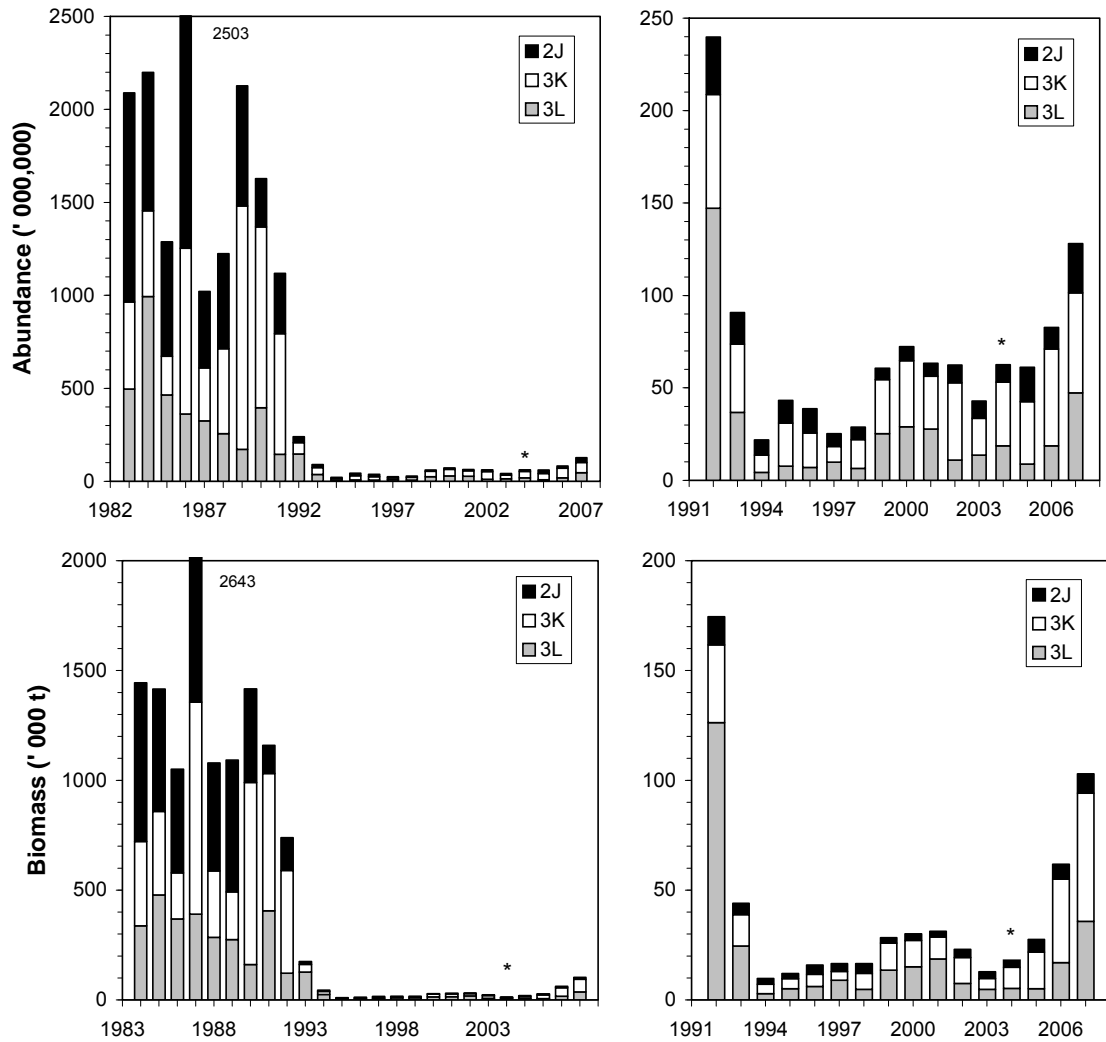 Abundance (' 000,000)
2500
2000
1500
1000
500
0
2503
2J
3K
3L
*
1982 1987 1992 1997 2002 2007
250
200
150
100
50
0
2J
3K
3L
*
1991 1994 1997 2000 2003 2006
Biomass (' 000 t)
2000
1500
1000
500
0
2643
2J
3K
3L
*
1983 1988 1993 1998 2003
200
150
100
50
0
2J
3K
3L
*
1991 1994 1997 2000 2003 2006